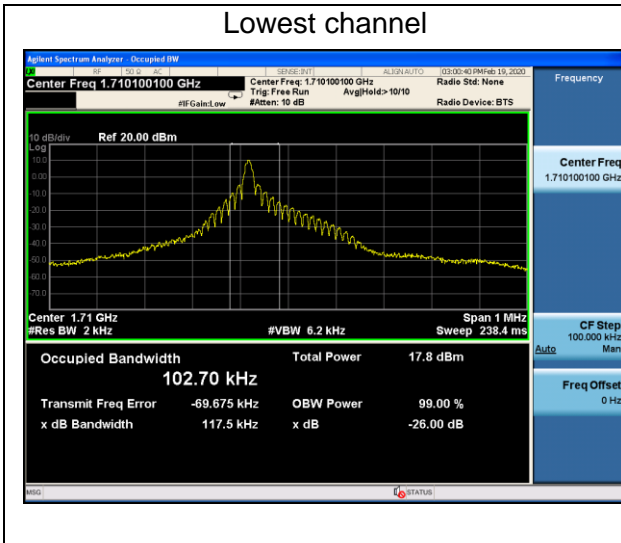 Lowest channel
Agilent Spectrum Analyzer - Occupied BW
RF 50 Ω AC SENSE:INT ALIGN AUTO 03:00:40 PM Feb 19, 2020
Center Freq 1.710100100 GHz
Center Freq: 1.710100100 GHz
Radio Std: None
Trig: Free Run Avg|Hold:> 10/10
#IFGain:Low #Atten: 10 dB Radio Device: BTS
10 dB/div Ref 20.00 dBm
Log
10.0
0.00
-10.0
-20.0
-30.0
-40.0
-50.0
-60.0
-70.0
Center 1.71 GHz Span 1 MHz
#Res BW 2 kHz #VBW 6.2 kHz Sweep 238.4 ms
Occupied Bandwidth Total Power 17.8 dBm
102.70 kHz
Transmit Freq Error -69.675 kHz OBW Power 99.00 %
x dB Bandwidth 117.5 kHz x dB -26.00 dB
MSG STATUS
Frequency
Center Freq
1.710100100 GHz
CF Step
100.000 kHz
Auto Man
Freq Offset
0 Hz